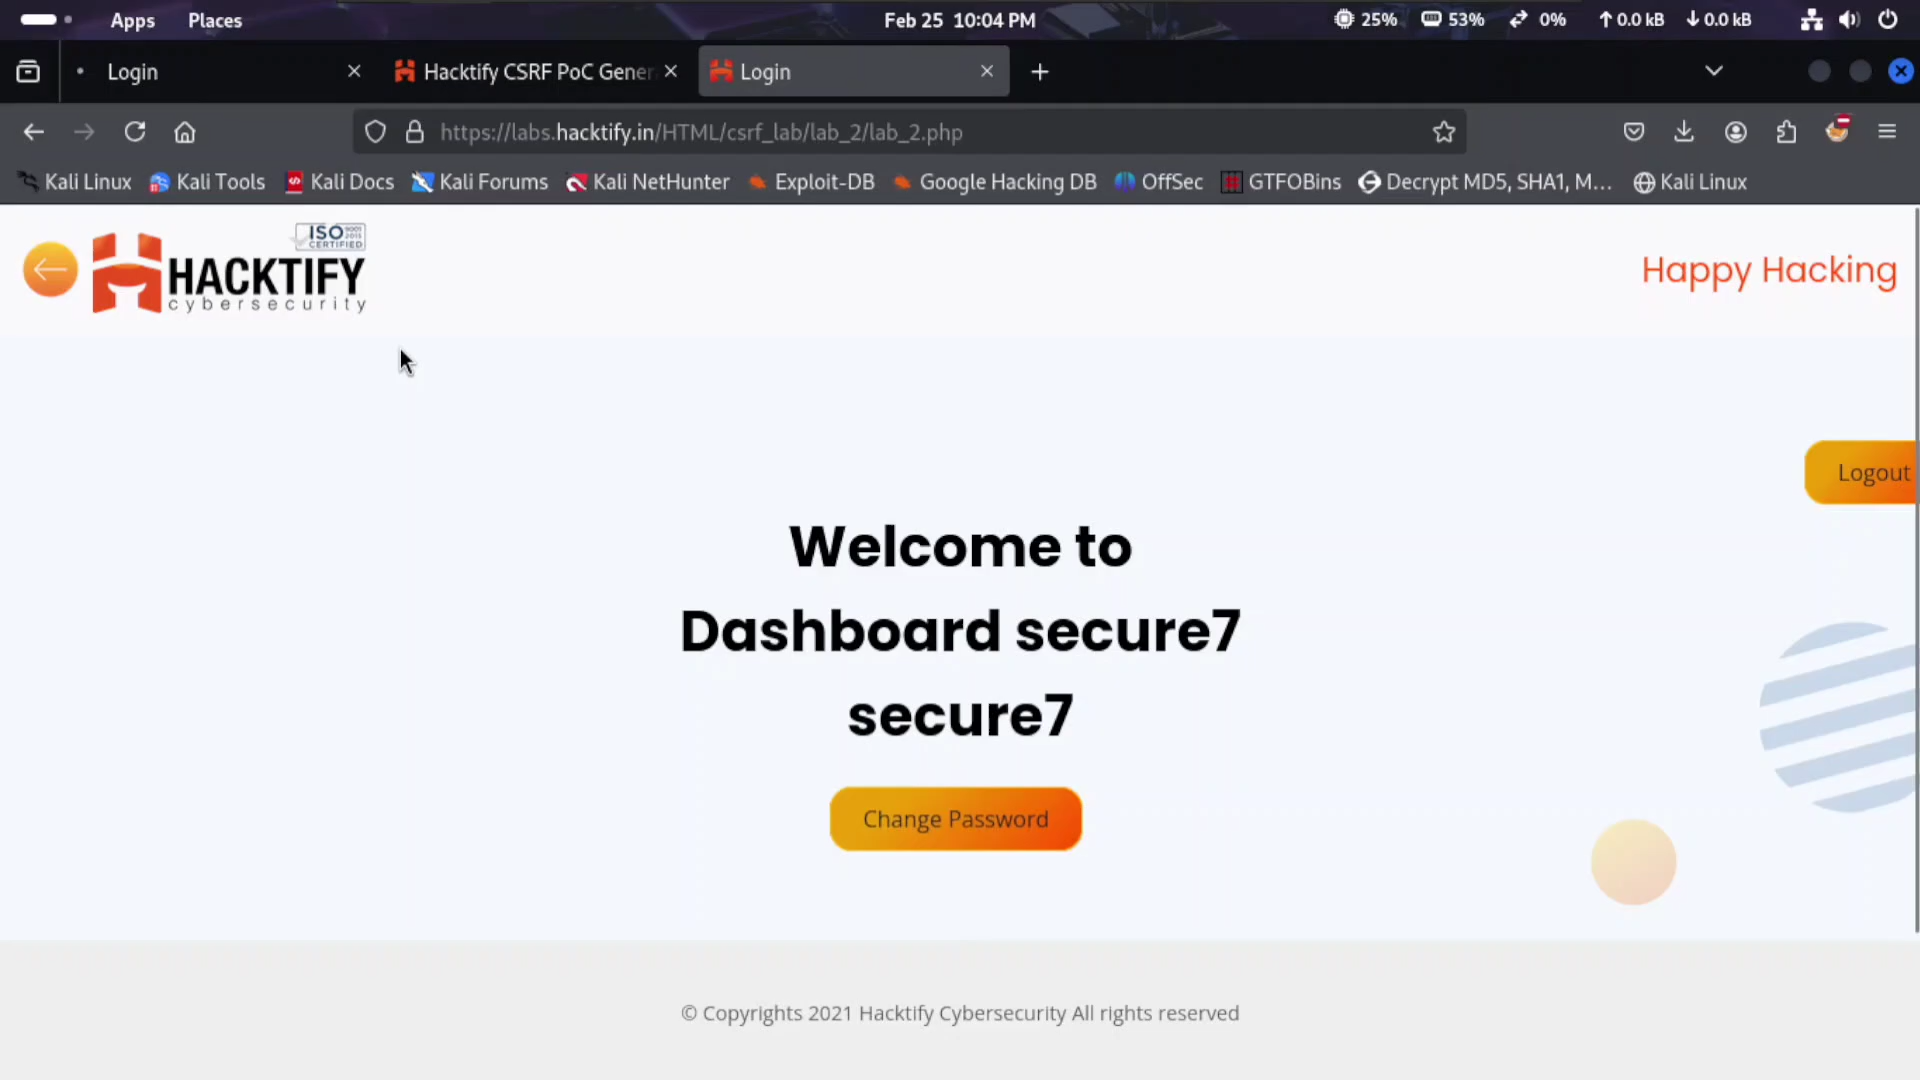 Apps Places Feb 25 10:04 PM 25% 53% 0% 0.0 kB 0.0 kB
Login Hacktify CSRF PoC Gener Login
https://labs.hacktify.in/HTML/csrf_lab/lab_2/lab_2.php
Kali Linux Kali Tools Kali Docs Kali Forums Kali NetHunter Exploit-DB Google Hacking DB OffSec GTFOBins Decrypt MD5, SHA1, M... Kali Linux
ISO 9001 2015
CERTIFIED
HACKTIFY
cybersecurity
Happy Hacking
Logout
Welcome to
Dashboard secure7
secure7
Change Password
© Copyrights 2021 Hacktify Cybersecurity All rights reserved